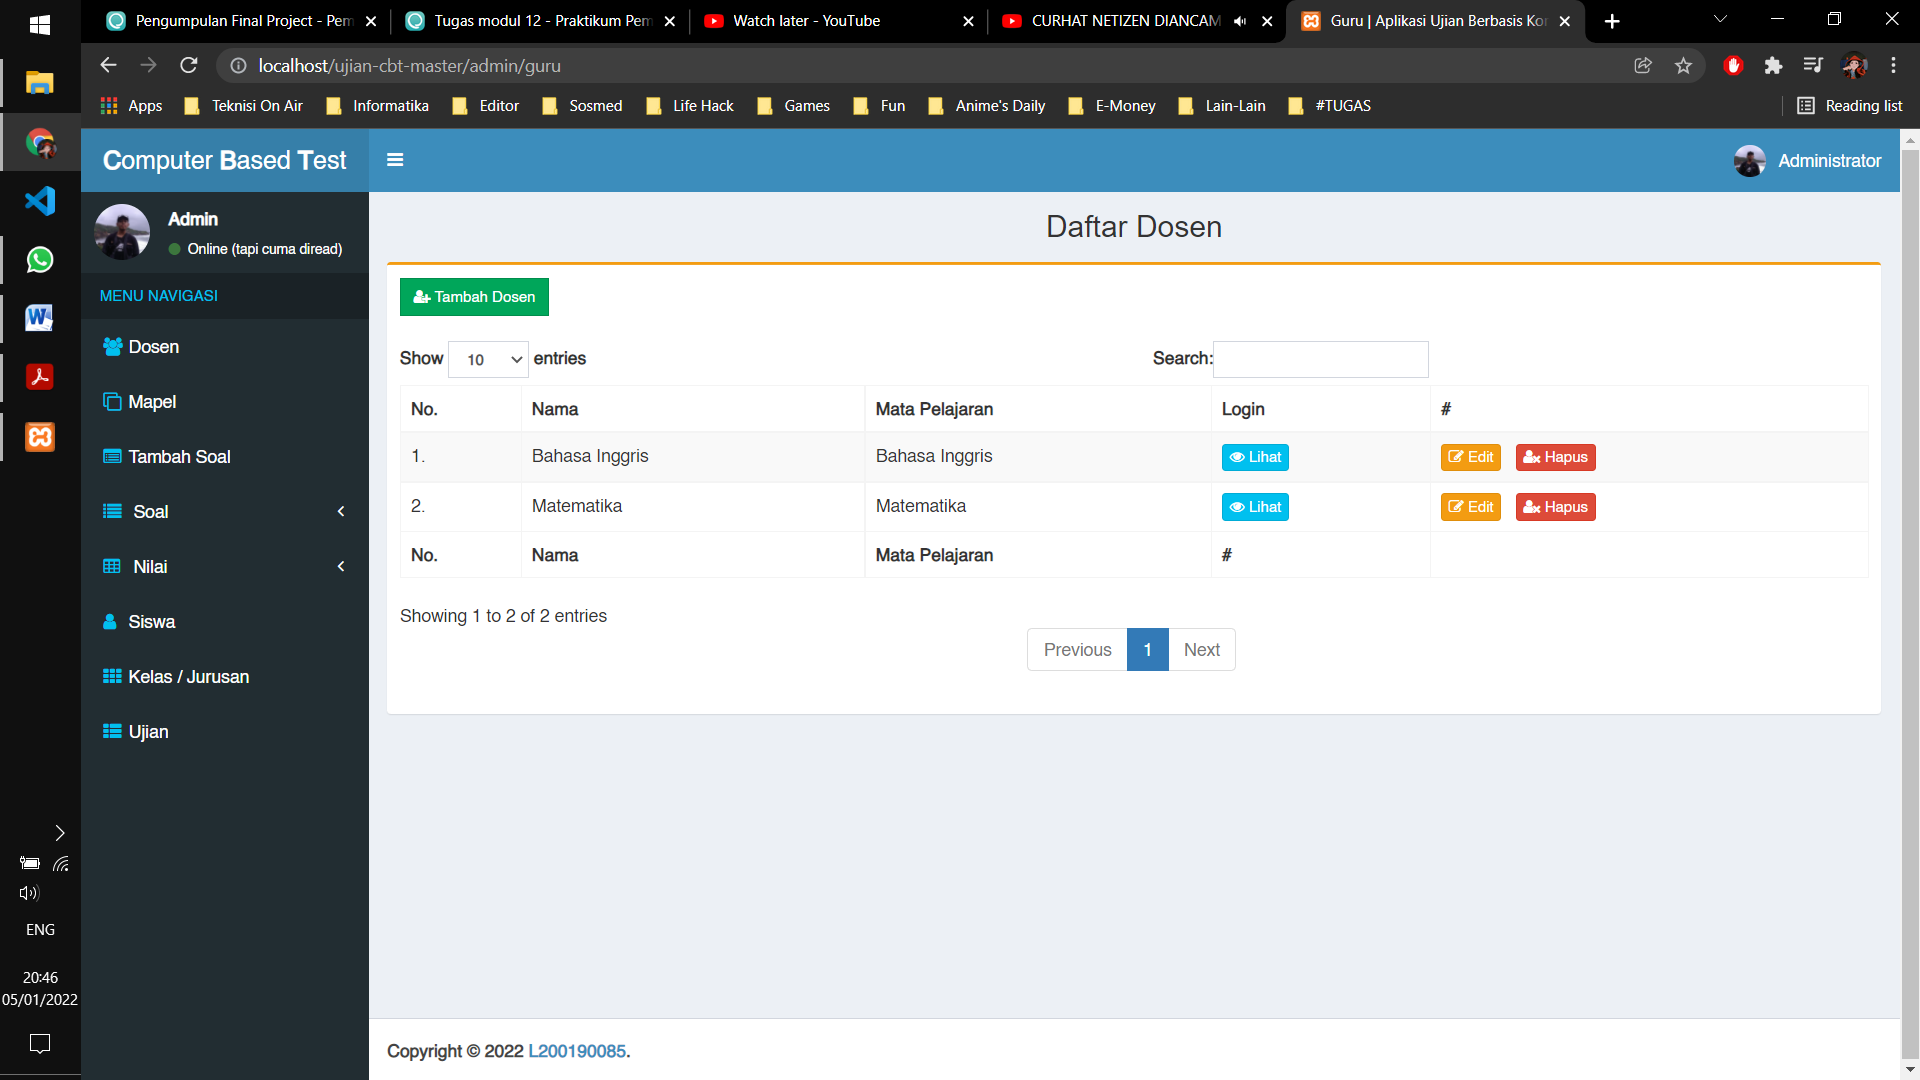 Pengumpulan Final Project - Pem
Tugas modul 12 - Praktikum Pem
Watch later - YouTube
CURHAT NETIZEN DIANCAM
Guru | Aplikasi Ujian Berbasis Kom
localhost/ujian-cbt-master/admin/guru
Apps Teknisi On Air Informatika Editor Sosmed Life Hack Games Fun Anime's Daily E-Money Lain-Lain #TUGAS Reading list
Computer Based Test
Administrator
Admin
Online (tapi cuma diread)
MENU NAVIGASI
Dosen
Mapel
Tambah Soal
Soal
Nilai
Siswa
Kelas / Jurusan
Ujian
Daftar Dosen
Tambah Dosen
Show 10 entries Search:
No. Nama Mata Pelajaran Login #
1. Bahasa Inggris Bahasa Inggris Lihat Edit Hapus
2. Matematika Matematika Lihat Edit Hapus
No. Nama Mata Pelajaran #
Showing 1 to 2 of 2 entries
Previous 1 Next
Copyright © 2022 L200190085.
ENG
20:46
05/01/2022